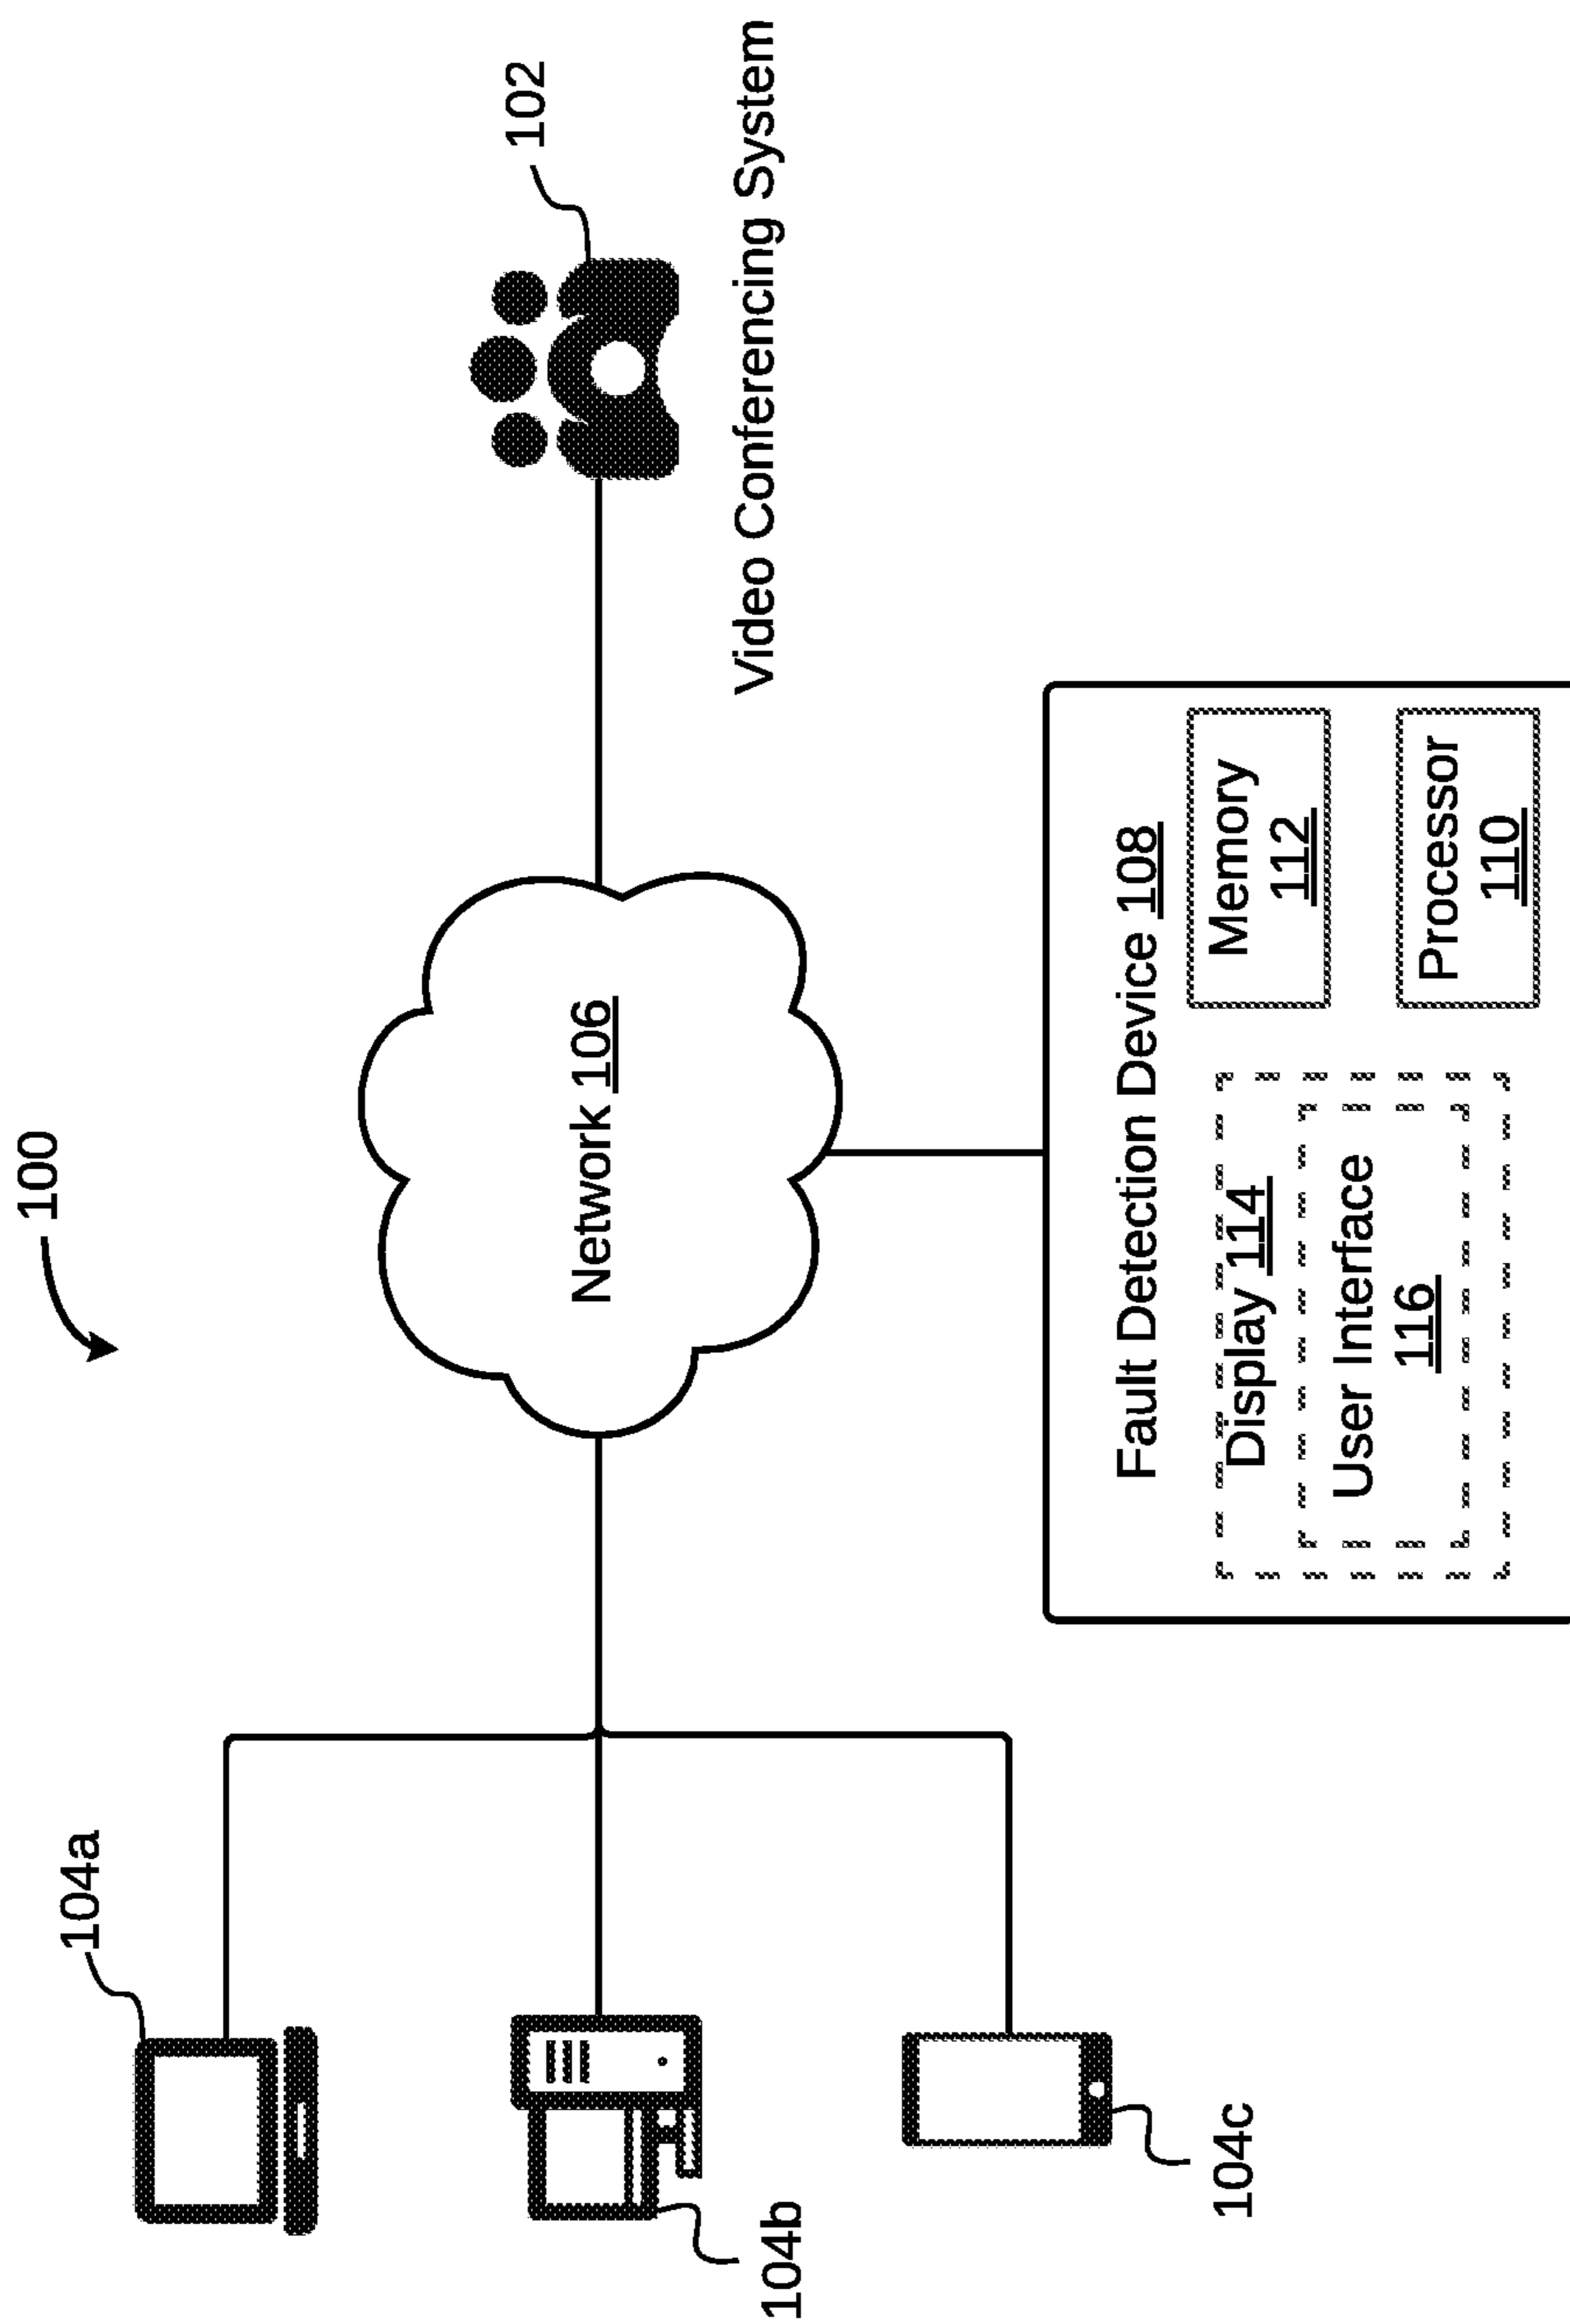 100
104a
104b
104c
Network 106
102
Video Conferencing System
Fault Detection Device 108
Display 114
User Interface
116
Memory
112
Processor
110